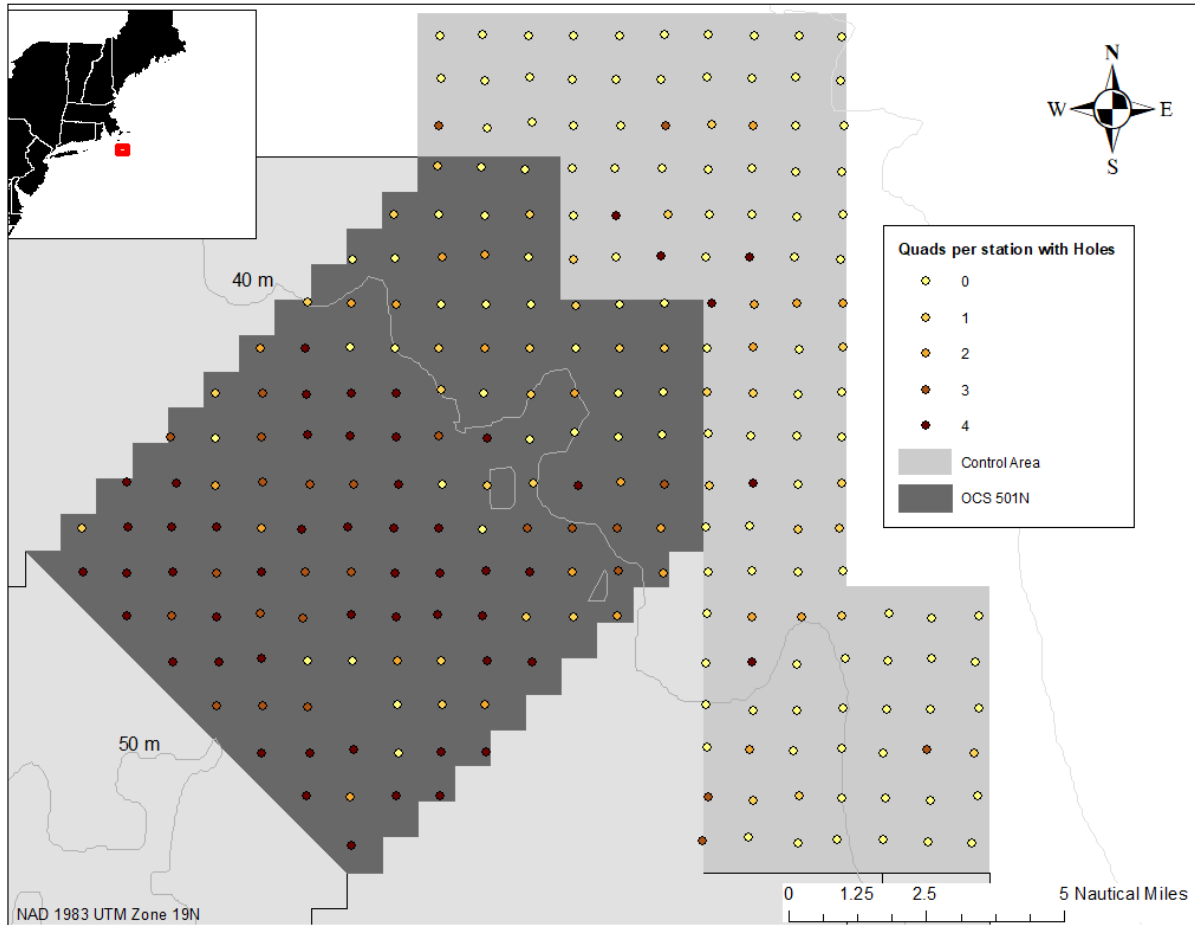 N
W E
S
40 m
Quads per station with Holes
0
1
2
3
4
Control Area
OCS 501N
50 m
0 1.25 2.5 5 Nautical Miles
NAD 1983 UTM Zone 19N